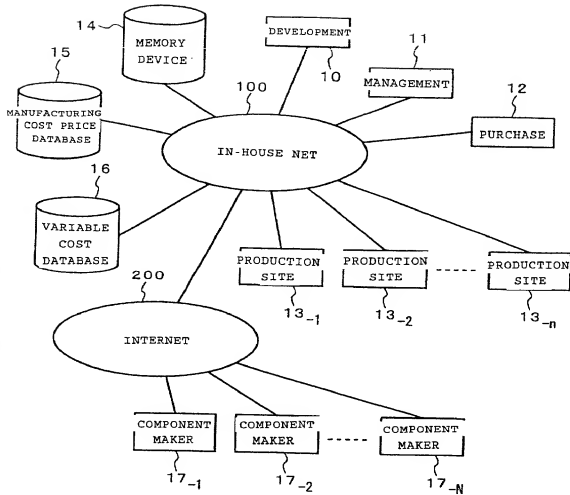 14
MEMORY
DEVICE
DEVELOPMENT
10
11
MANAGEMENT
15
MANUFACTURING
COST PRICE
DATABASE
100
IN-HOUSE NET
12
PURCHASE
16
VARIABLE
COST
DATABASE
PRODUCTION
SITE
13-1
PRODUCTION
SITE
13-2
PRODUCTION
SITE
13-n
200
INTERNET
COMPONENT
MAKER
17-1
COMPONENT
MAKER
17-2
COMPONENT
MAKER
17-N